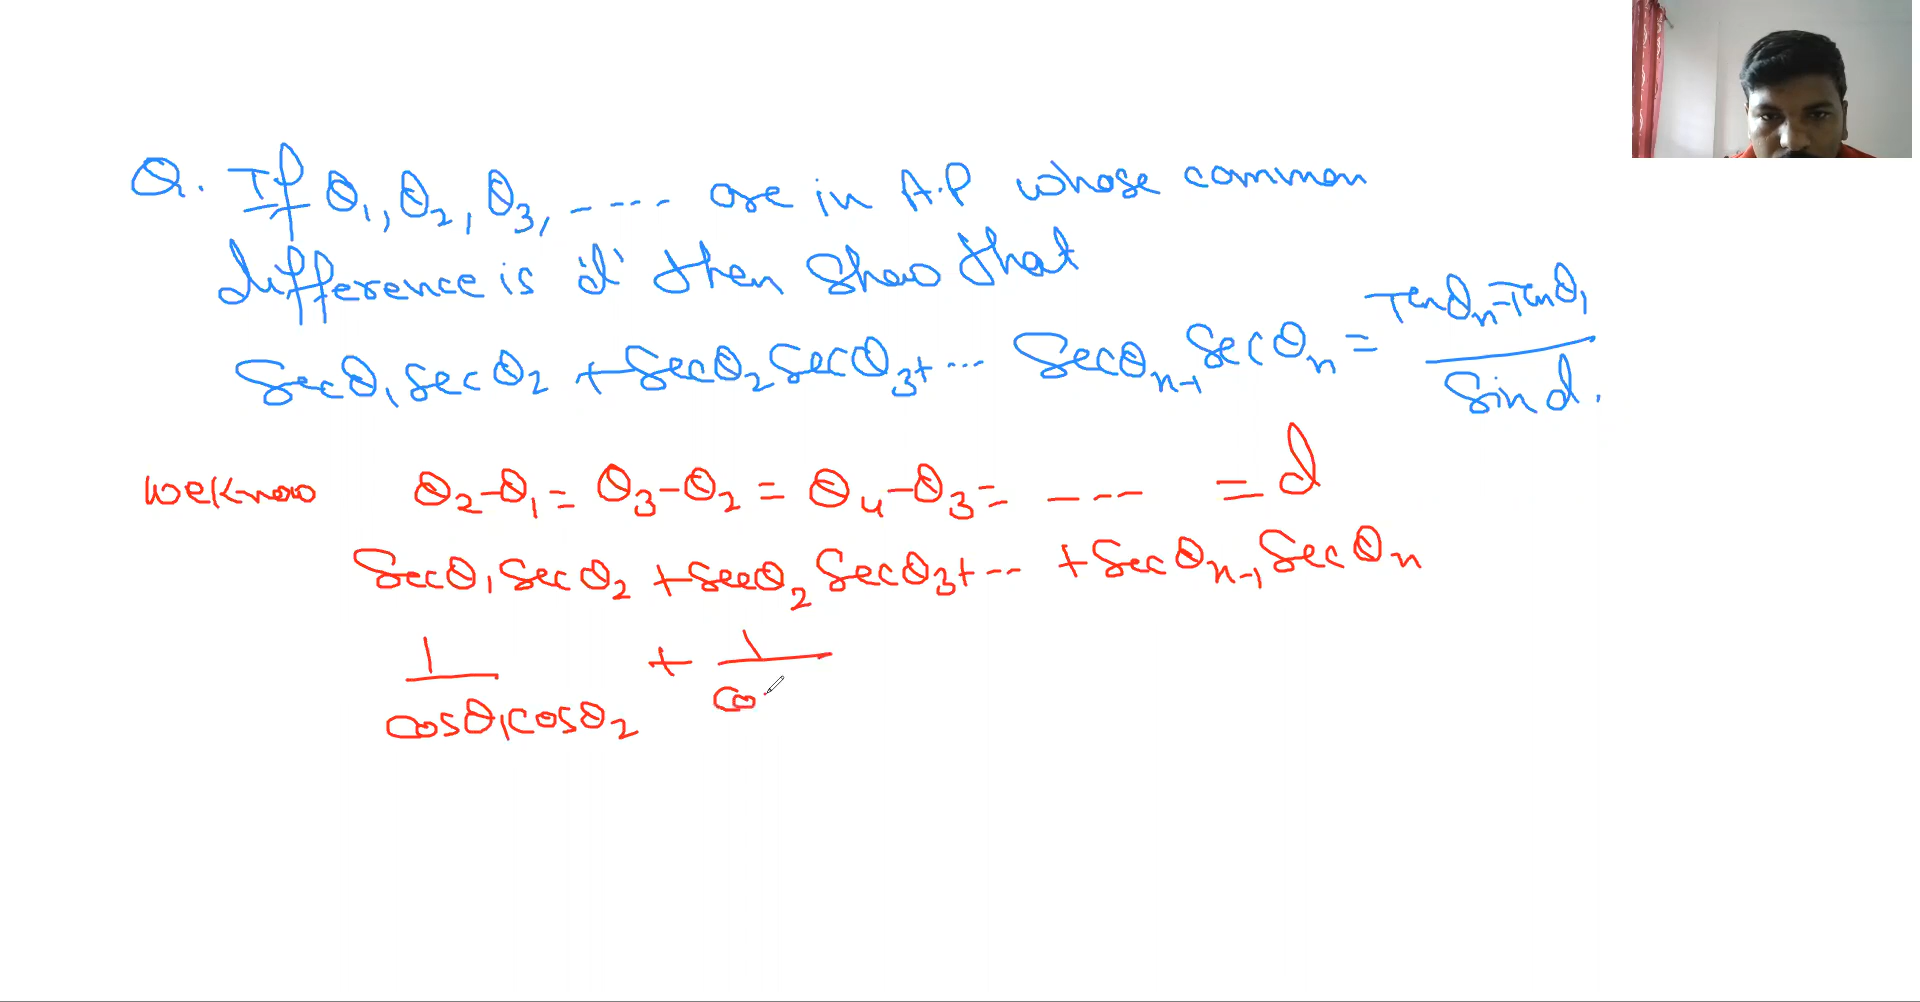 Q. If θ₁, θ₂, θ₃, ---- are in A.P whose common
difference is 'd' then show that
Secθ₁ secθ₂ + Secθ₂ Secθ₃ + ... Secθₙ₋₁ Secθₙ = (Tanθₙ - Tanθ₁)/(Sin d).
we know θ₂-θ₁ = θ₃-θ₂ = θ₄-θ₃ = --- = d
Secθ₁ Secθ₂ + Secθ₂ Secθ₃ + ... + Secθₙ₋₁ Secθₙ
1/(cosθ₁ cosθ₂) + 1/(co